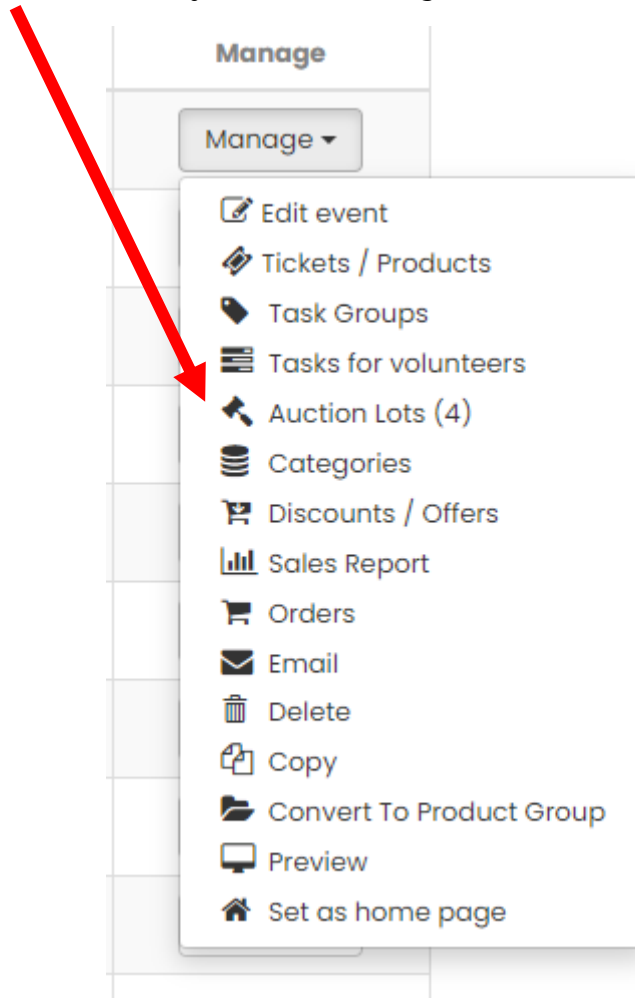 Manage
Manage
Edit event
Tickets / Products
Task Groups
Tasks for volunteers
Auction Lots (4)
Categories
Discounts / Offers
Sales Report
Orders
Email
Delete
Copy
Convert To Product Group
Preview
Set as home page